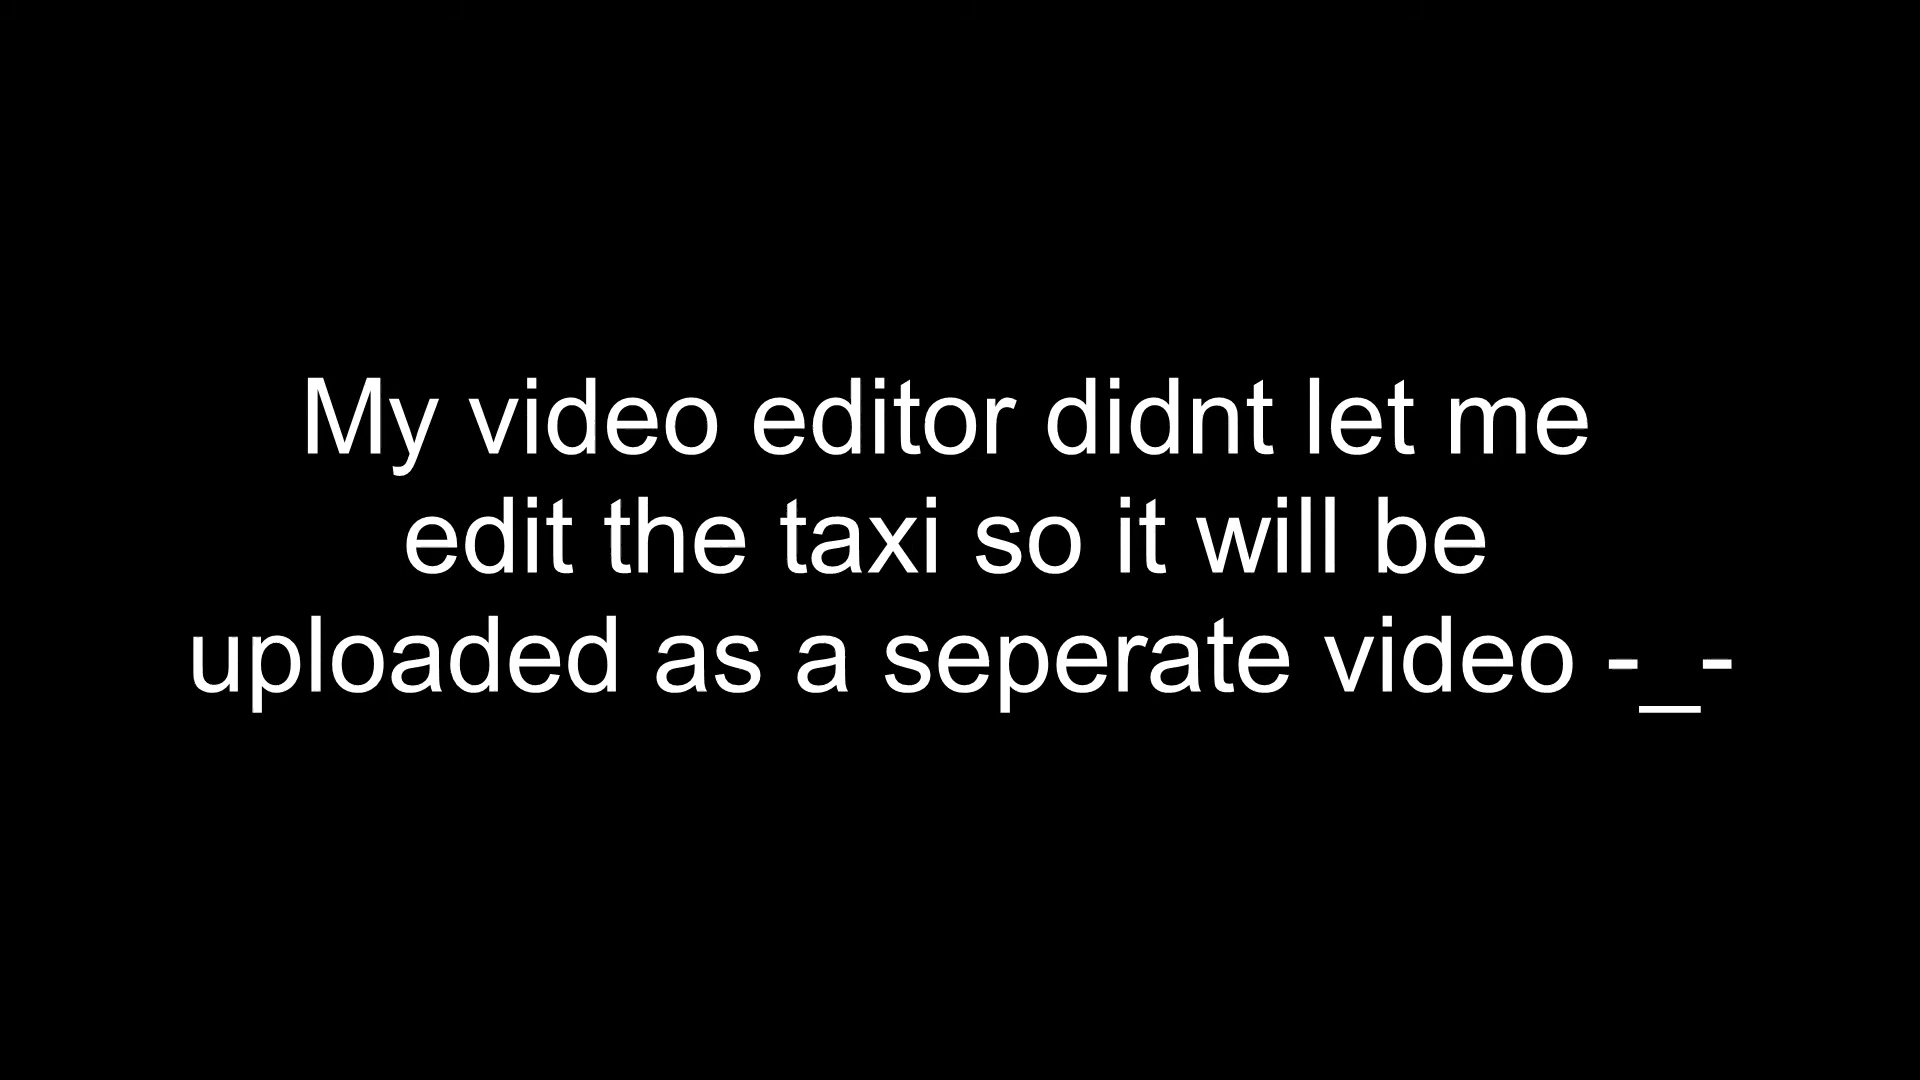 My video editor didnt let me
edit the taxi so it will be
uploaded as a seperate video -_-